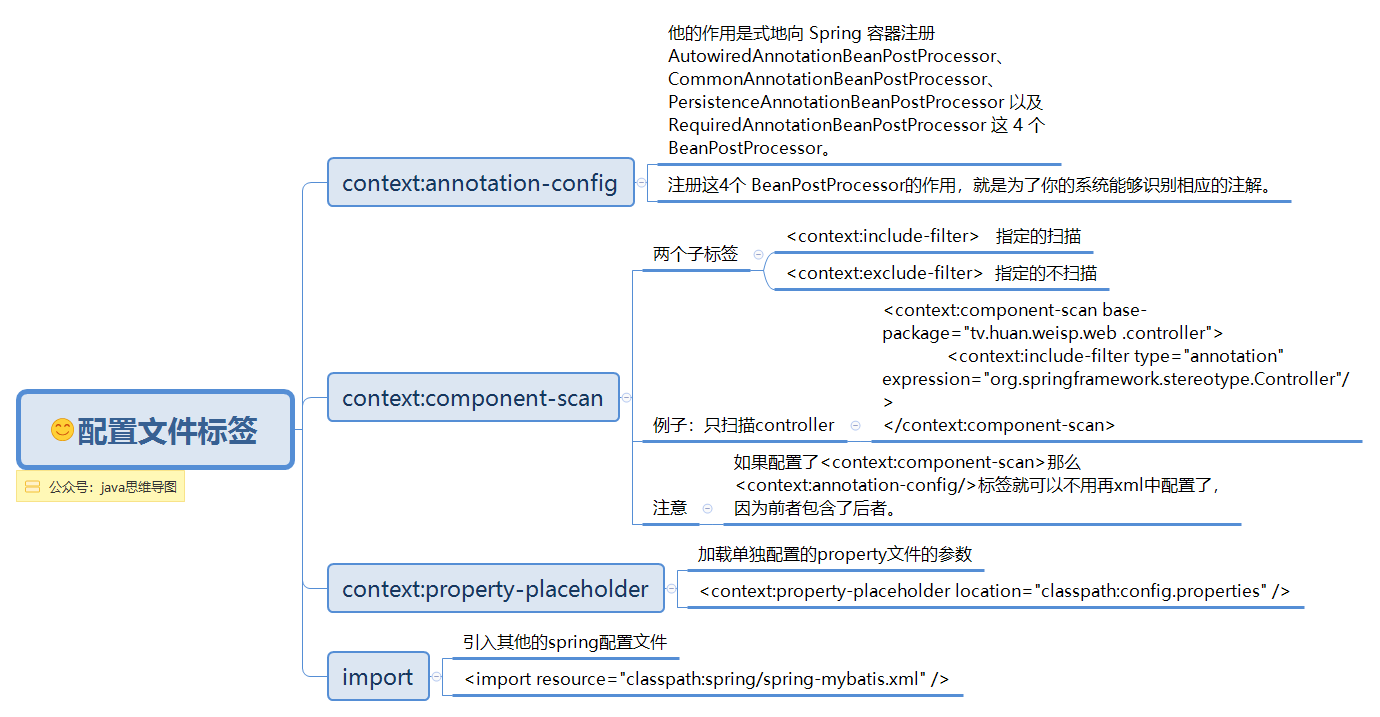 😊配置文件标签
公众号：java思维导图
context:annotation-config
他的作用是式地向 Spring 容器注册
AutowiredAnnotationBeanPostProcessor、
CommonAnnotationBeanPostProcessor、
PersistenceAnnotationBeanPostProcessor 以及
RequiredAnnotationBeanPostProcessor 这 4 个
BeanPostProcessor。
注册这4个 BeanPostProcessor的作用，就是为了你的系统能够识别相应的注解。
context:component-scan
两个子标签
<context:include-filter> 指定的扫描
<context:exclude-filter> 指定的不扫描
例子：只扫描controller
<context:component-scan base-
package="tv.huan.weisp.web .controller">
<context:include-filter type="annotation"
expression="org.springframework.stereotype.Controller"/
>
</context:component-scan>
注意
如果配置了<context:component-scan>那么
<context:annotation-config/>标签就可以不用再xml中配置了，
因为前者包含了后者。
context:property-placeholder
加载单独配置的property文件的参数
<context:property-placeholder location="classpath:config.properties" />
import
引入其他的spring配置文件
<import resource="classpath:spring/spring-mybatis.xml" />